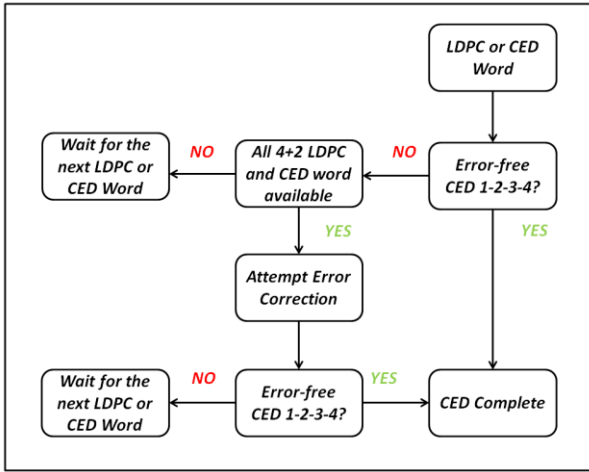 LDPC or CED
Word
Wait for the
next LDPC or
CED Word
NO
All 4+2 LDPC
and CED word
available
NO
Error-free
CED 1-2-3-4?
YES
YES
Attempt Error
Correction
Wait for the
next LDPC or
CED Word
NO
Error-free
CED 1-2-3-4?
YES
CED Complete